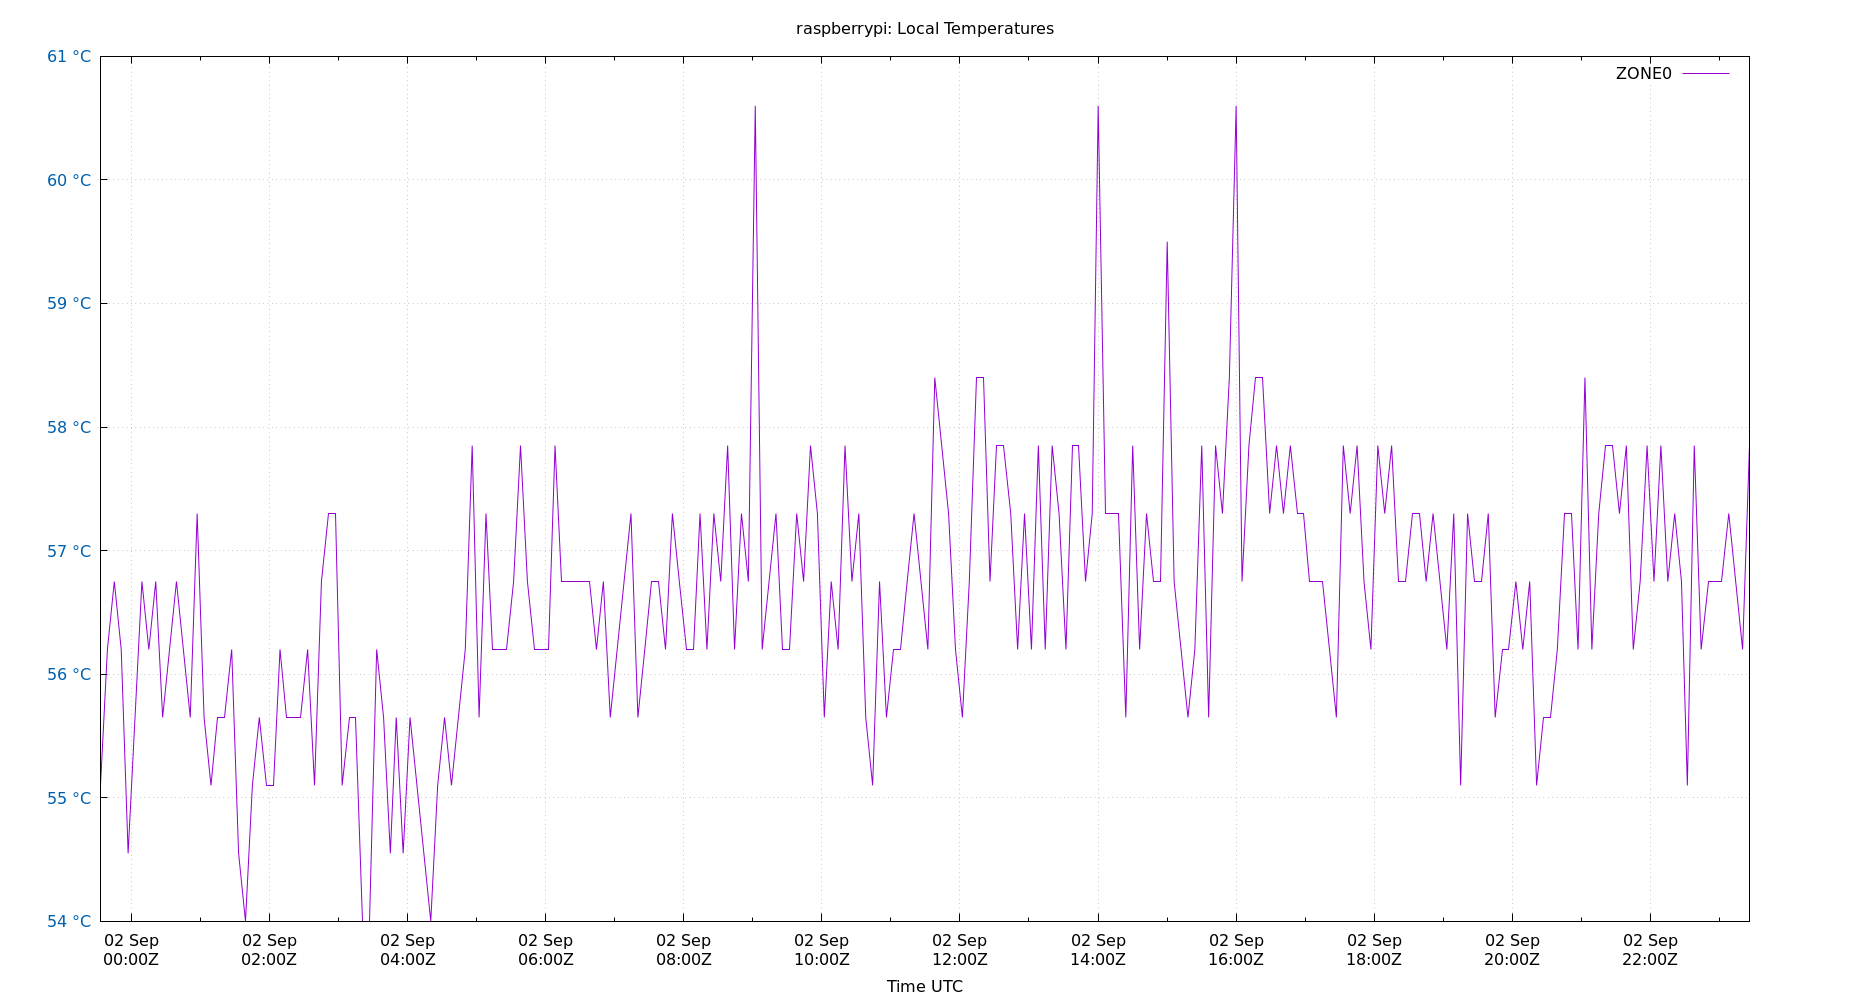 raspberrypi: Local Temperatures
61 °C
ZONE0
60 °C
59 °C
58 °C
57 °C
56 °C
55 °C
54 °C
02 Sep 02 Sep 02 Sep 02 Sep 02 Sep 02 Sep 02 Sep 02 Sep 02 Sep 02 Sep 02 Sep 02 Sep
00:00Z 02:00Z 04:00Z 06:00Z 08:00Z 10:00Z 12:00Z 14:00Z 16:00Z 18:00Z 20:00Z 22:00Z
Time UTC